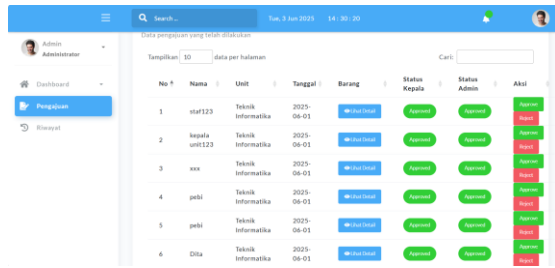 Search ...
Tue, 3 Jun 2025 14 : 30 : 20
Admin
Administrator
Dashboard
Pengajuan
Riwayat
Data pengajuan yang telah dilakukan
Tampilkan 10 data per halaman
Cari:
No Nama Unit Tanggal Barang Status Kepala Status Admin Aksi
1 staf123 Teknik Informatika 2025-06-01 Lihat Detail Approved Approved Approve Reject
2 kepala unit123 Teknik Informatika 2025-06-01 Lihat Detail Approved Approved Approve Reject
3 xxx Teknik Informatika 2025-06-01 Lihat Detail Approved Approved Approve Reject
4 pebi Teknik Informatika 2025-06-01 Lihat Detail Approved Approved Approve Reject
5 pebi Teknik Informatika 2025-06-01 Lihat Detail Approved Approved Approve Reject
6 Dita Teknik Informatika 2025-06-01 Lihat Detail Approved Approved Approve Reject